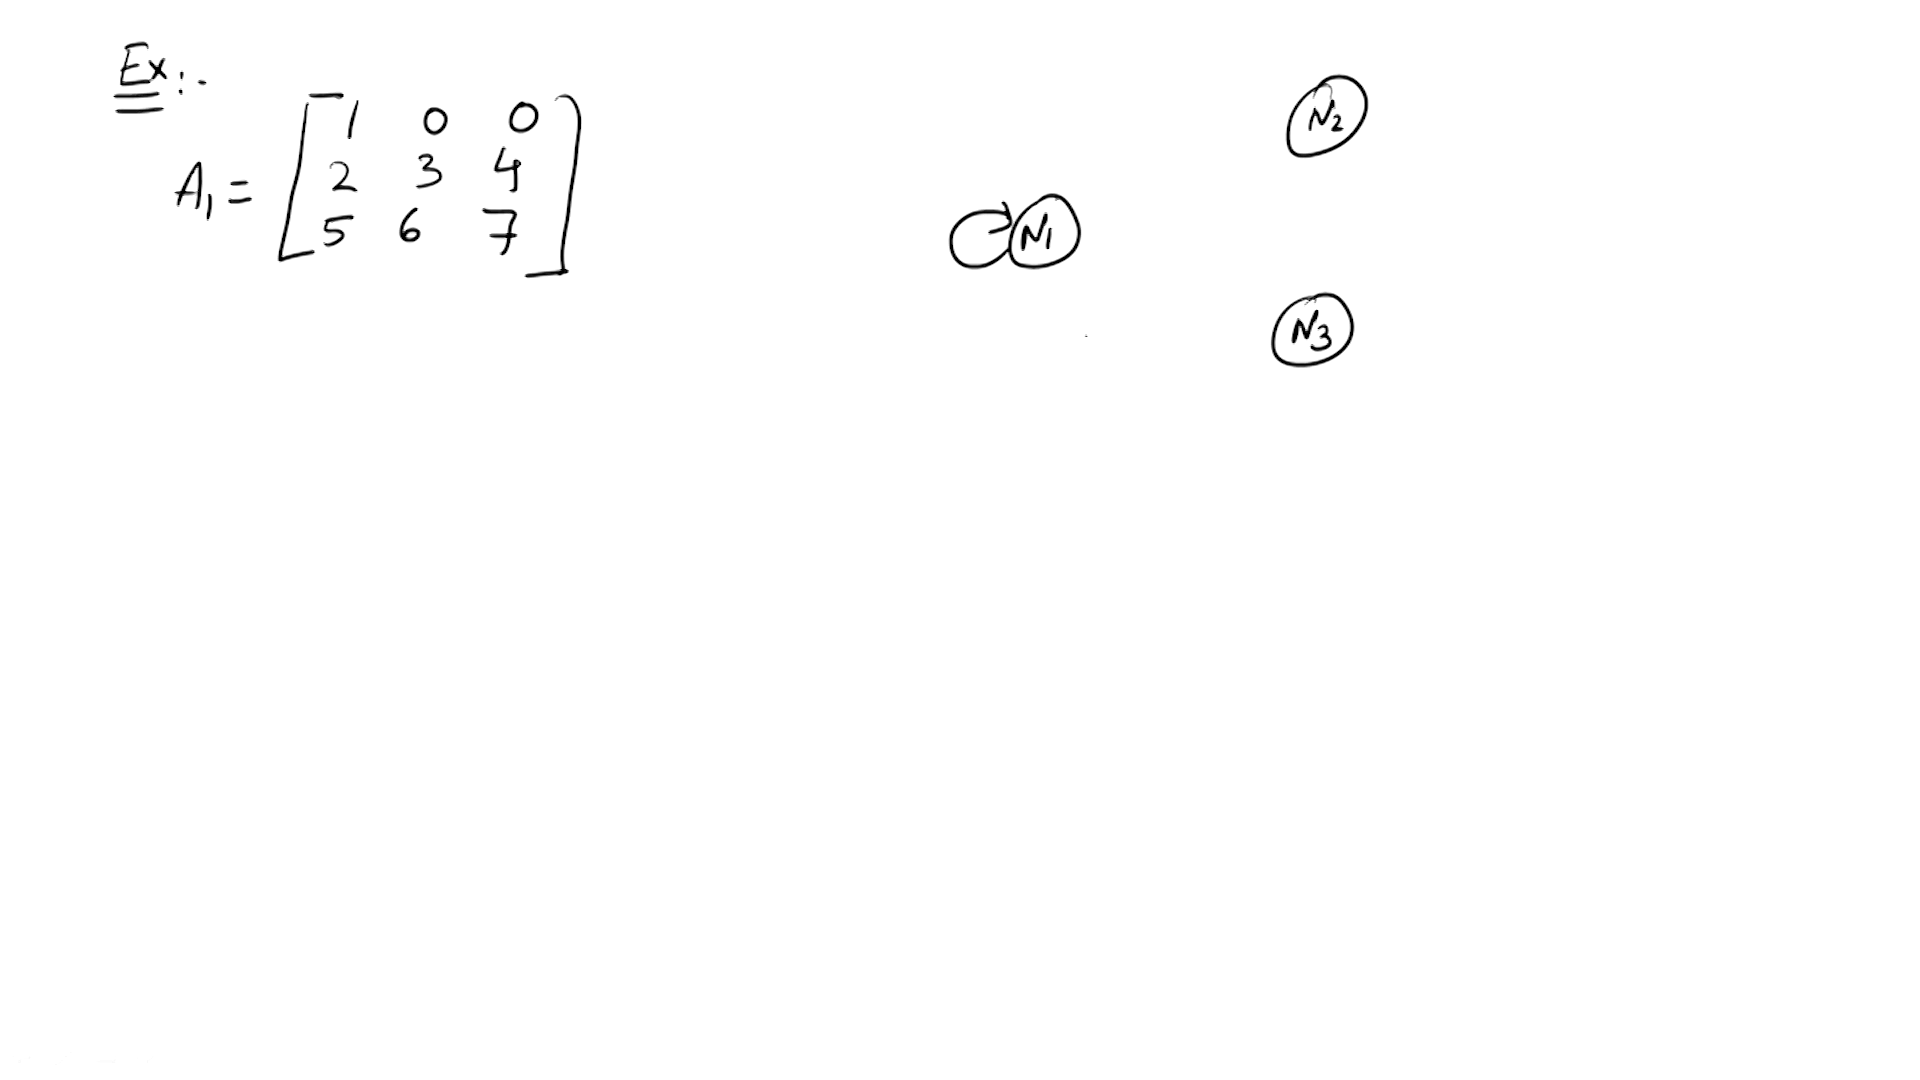 Ex:-
A₁ = [1 0 0
2 3 4
5 6 7]
N₂
N₁
N₃